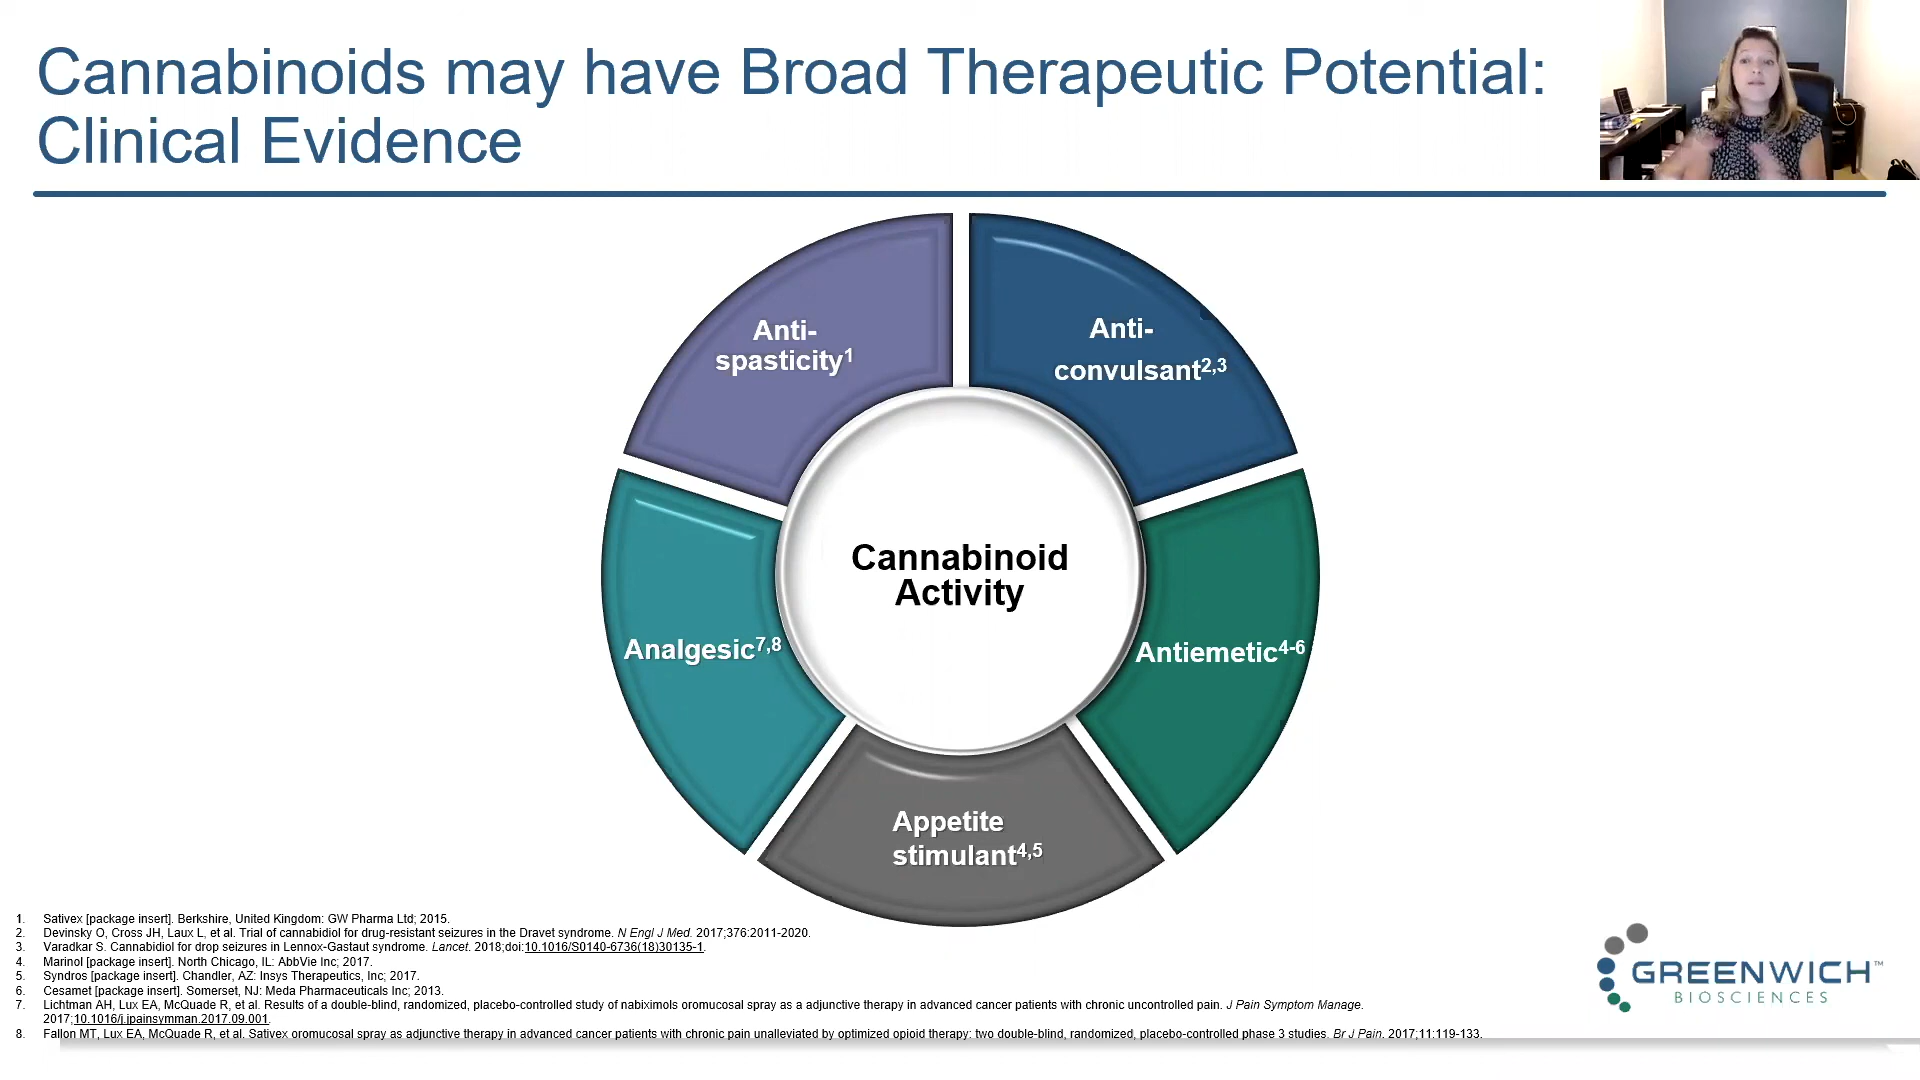 Cannabinoids may have Broad Therapeutic Potential:
Clinical Evidence
Anti-
spasticity1
Anti-
convulsant2,3
Cannabinoid
Activity
Analgesic7,8
Antiemetic4-6
Appetite
stimulant4,5
1. Sativex [package insert]. Berkshire, United Kingdom: GW Pharma Ltd; 2015.
2. Devinsky O, Cross JH, Laux L, et al. Trial of cannabidiol for drug-resistant seizures in the Dravet syndrome. N Engl J Med. 2017;376:2011-2020.
3. Varadkar S. Cannabidiol for drop seizures in Lennox-Gastaut syndrome. Lancet. 2018;doi:10.1016/S0140-6736(18)30135-1.
4. Marinol [package insert]. North Chicago, IL: AbbVie Inc; 2017.
5. Syndros [package insert]. Chandler, AZ: Insys Therapeutics, Inc; 2017.
6. Cesamet [package insert]. Somerset, NJ: Meda Pharmaceuticals Inc; 2013.
7. Lichtman AH, Lux EA, McQuade R, et al. Results of a double-blind, randomized, placebo-controlled study of nabiximols oromucosal spray as a adjunctive therapy in advanced cancer patients with chronic uncontrolled pain. J Pain Symptom Manage.
2017;10.1016/j.jpainsymman.2017.09.001.
8. Fallon MT, Lux EA, McQuade R, et al. Sativex oromucosal spray as adjunctive therapy in advanced cancer patients with chronic pain unalleviated by optimized opioid therapy: two double-blind, randomized, placebo-controlled phase 3 studies. Br J Pain. 2017;11:119-133.
GREENWICH™
BIOSCIENCES